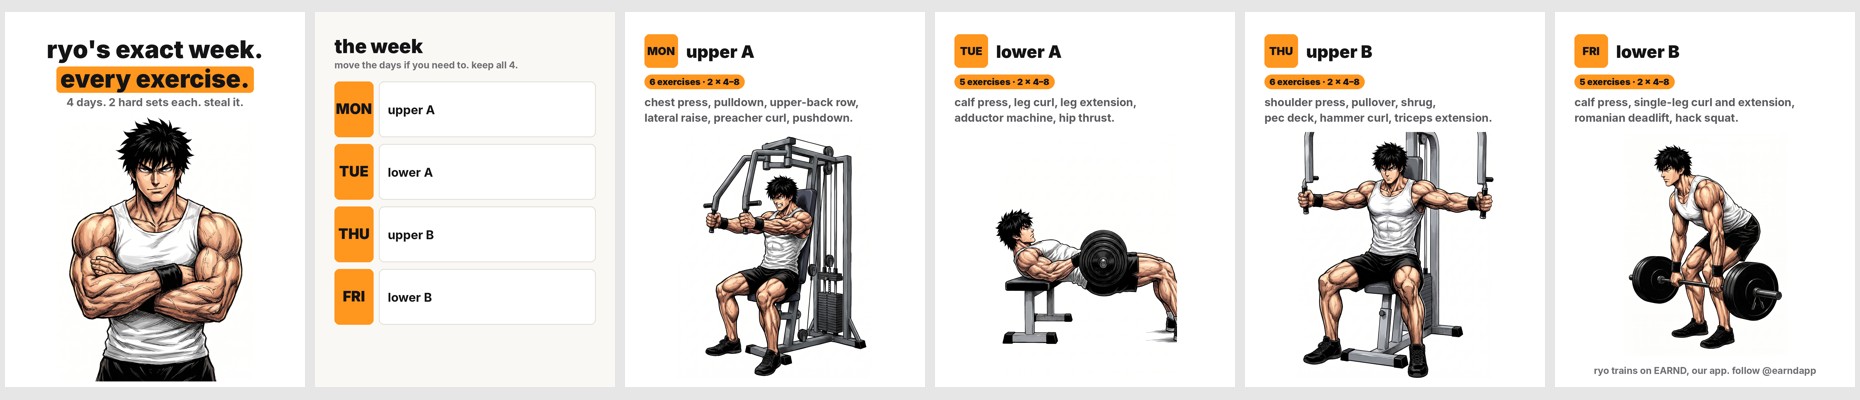 ryo's exact week.
every exercise.
4 days. 2 hard sets each. steal it.
the week
move the days if you need to. keep all 4.
MON
upper A
TUE
lower A
THU
upper B
FRI
lower B
MON
upper A
6 exercises · 2 × 4–8
chest press, pulldown, upper-back row,
lateral raise, preacher curl, pushdown.
TUE
lower A
5 exercises · 2 × 4–8
calf press, leg curl, leg extension,
adductor machine, hip thrust.
THU
upper B
6 exercises · 2 × 4–8
shoulder press, pullover, shrug,
pec deck, hammer curl, triceps extension.
FRI
lower B
5 exercises · 2 × 4–8
calf press, single-leg curl and extension,
romanian deadlift, hack squat.
ryo trains on EARND, our app. follow @earndapp